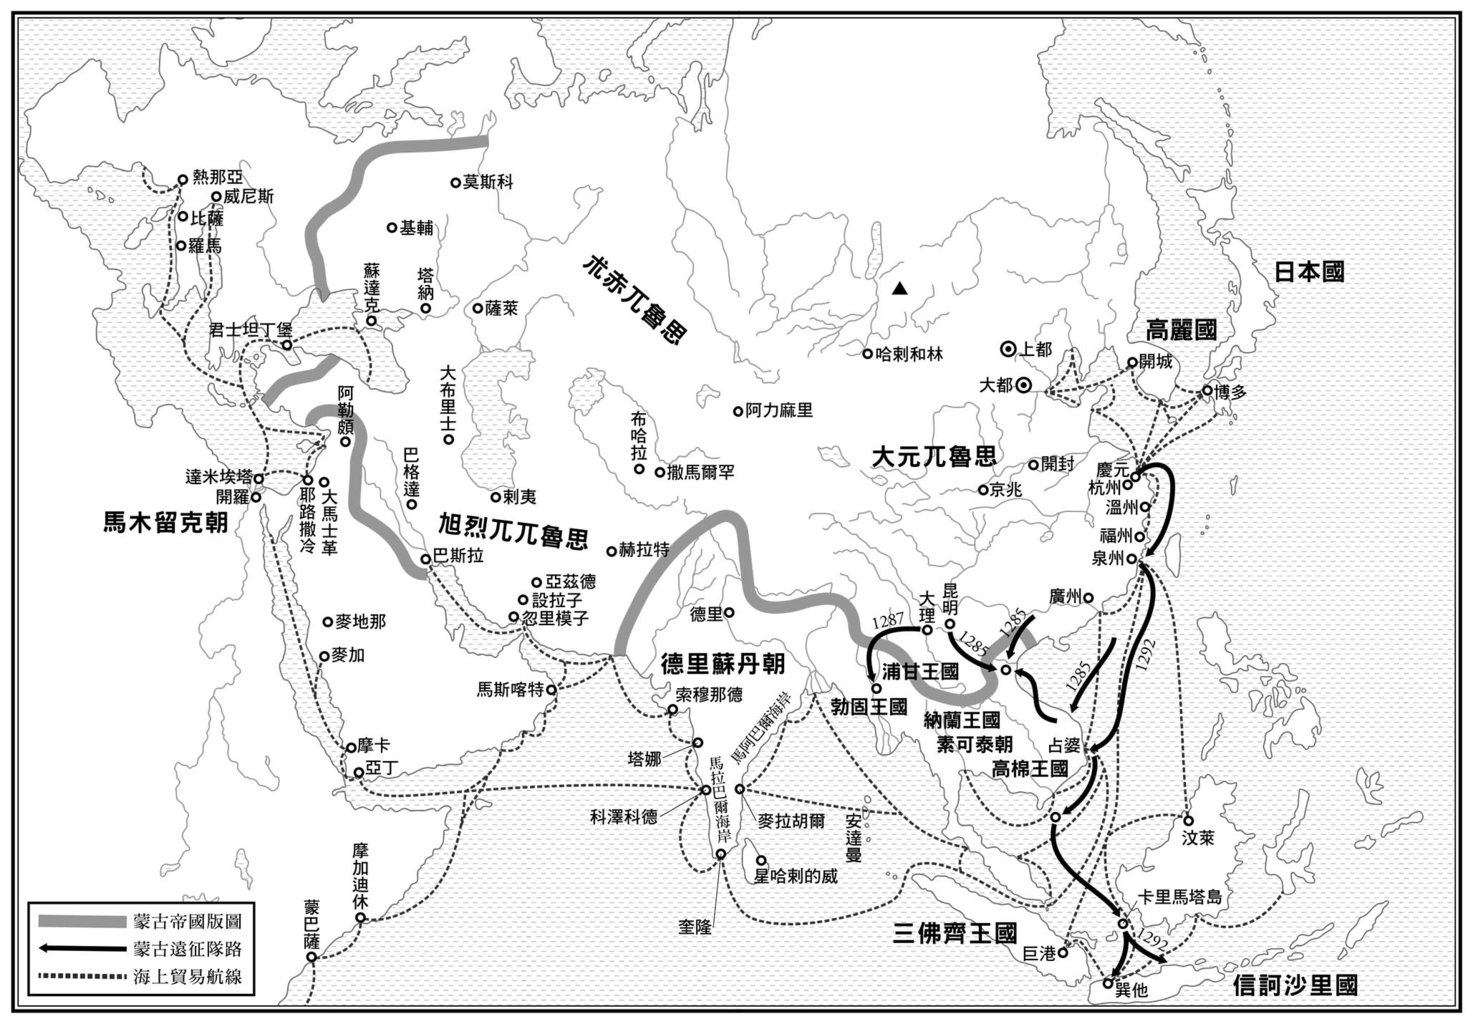 熱那亞
威尼斯
比薩
羅馬
莫斯科
基輔
蘇達克
塔納
薩萊
朮赤兀魯思
君士坦丁堡
阿勒頗
大布里士
巴格達
布哈拉
撒馬爾罕
阿力麻里
哈剌和林
上都
大都
高麗國
開城
日本國
博多
大元兀魯思
開封
京兆
慶元
杭州
溫州
福州
泉州
廣州
達米埃塔
開羅
耶路撒冷
大馬士革
馬木留克朝
剌夷
旭烈兀兀魯思
赫拉特
巴斯拉
亞茲德
設拉子
忽里模子
麥地那
麥加
馬斯喀特
摩卡
亞丁
德里
德里蘇丹朝
索穆那德
塔娜
馬拉巴爾海岸
馬阿巴爾海岸
科澤科德
麥拉胡爾
安達曼
星哈剌的威
奎隆
大理
昆明
1287
1285
1285
1285
1292
蒲甘王國
勃固王國
納蘭王國
素可泰朝
高棉王國
占婆
汶萊
卡里馬塔島
1292
三佛齊王國
巨港
巽他
信訶沙里國
摩加迪休
蒙巴薩
蒙古帝國版圖
蒙古遠征隊路
海上貿易航線